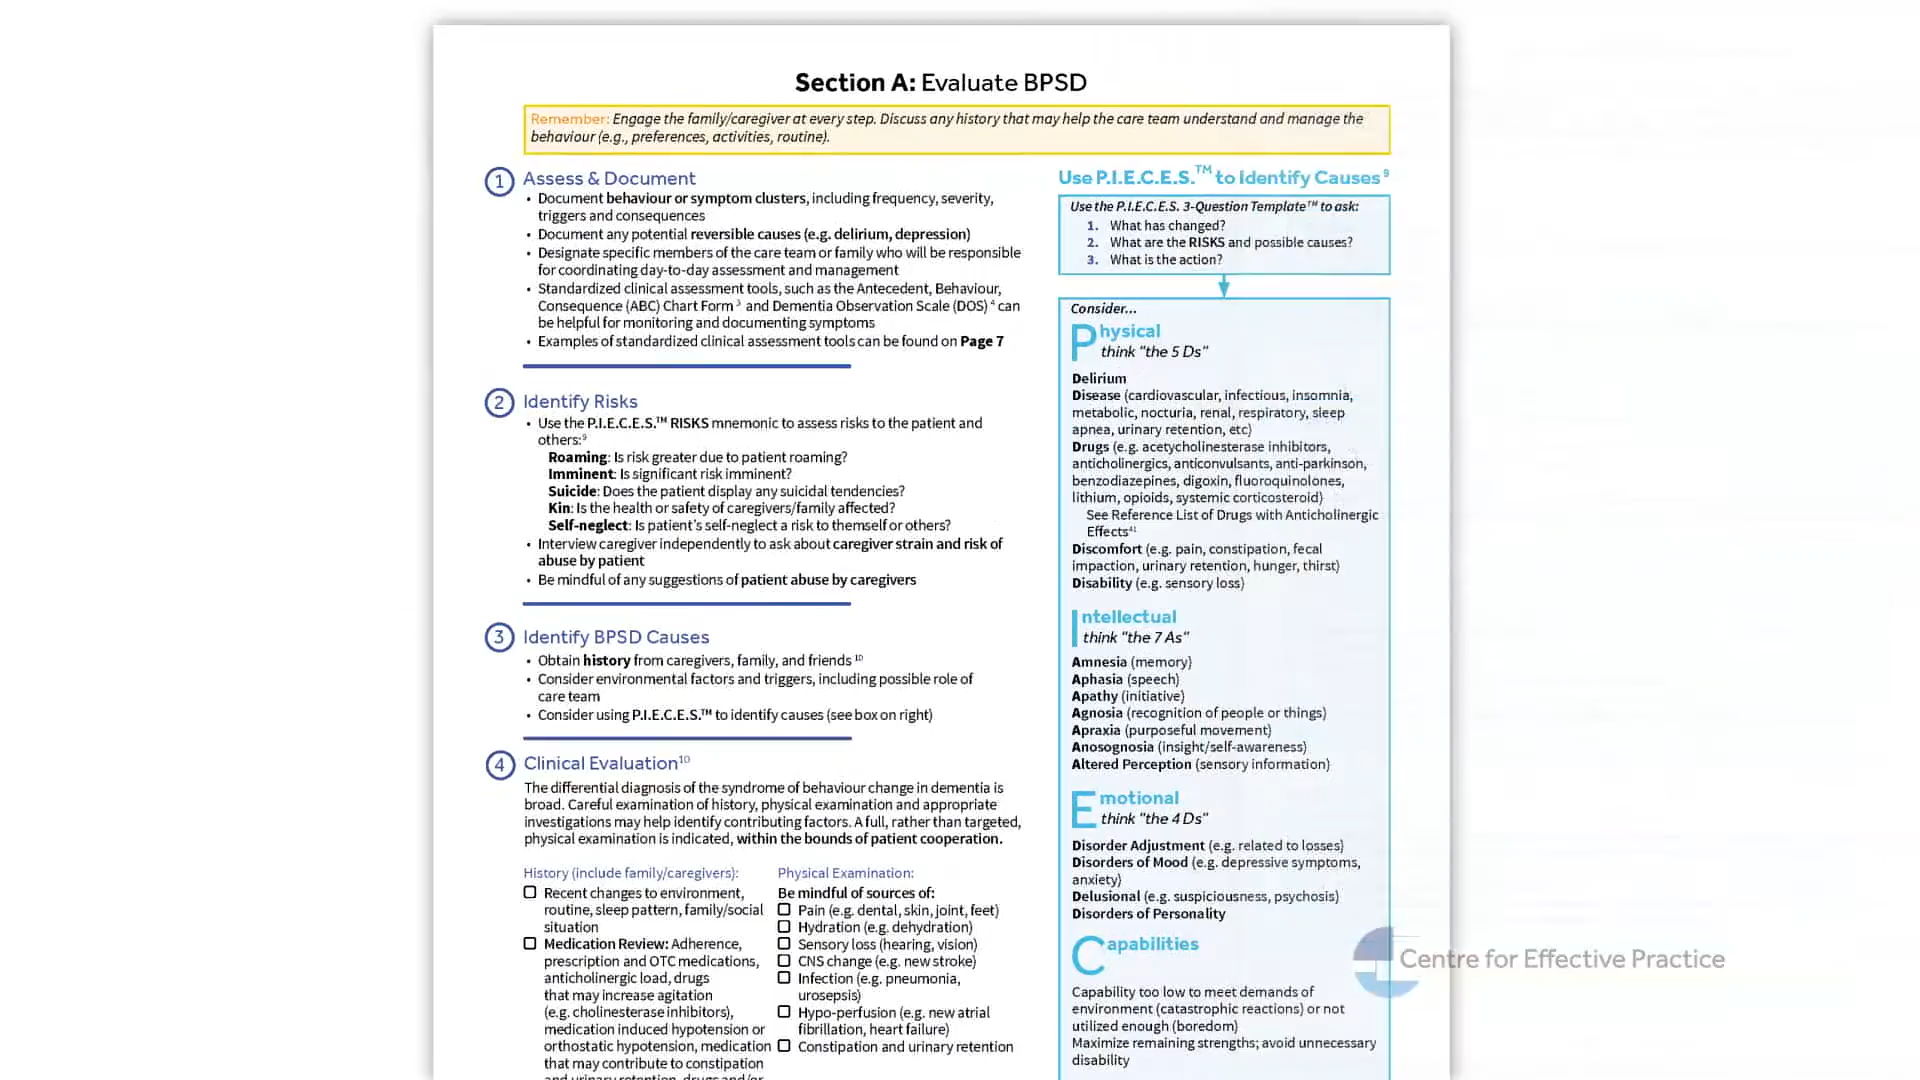 Section A: Evaluate BPSD
Remember: Engage the family/caregiver at every step. Discuss any history that may help the care team understand and manage the
behaviour (e.g., preferences, activities, routine).
1 Assess & Document
• Document behaviour or symptom clusters, including frequency, severity,
triggers and consequences
• Document any potential reversible causes (e.g. delirium, depression)
• Designate specific members of the care team or family who will be responsible
for coordinating day-to-day assessment and management
• Standardized clinical assessment tools, such as the Antecedent, Behaviour,
Consequence (ABC) Chart Form 3 and Dementia Observation Scale (DOS) 4 can
be helpful for monitoring and documenting symptoms
• Examples of standardized clinical assessment tools can be found on Page 7
2 Identify Risks
• Use the P.I.E.C.E.S.™ RISKS mnemonic to assess risks to the patient and
others:9
Roaming: Is risk greater due to patient roaming?
Imminent: Is significant risk imminent?
Suicide: Does the patient display any suicidal tendencies?
Kin: Is the health or safety of caregivers/family affected?
Self-neglect: Is patient's self-neglect a risk to themself or others?
• Interview caregiver independently to ask about caregiver strain and risk of
abuse by patient
• Be mindful of any suggestions of patient abuse by caregivers
3 Identify BPSD Causes
• Obtain history from caregivers, family, and friends 10
• Consider environmental factors and triggers, including possible role of
care team
• Consider using P.I.E.C.E.S.™ to identify causes (see box on right)
4 Clinical Evaluation10
The differential diagnosis of the syndrome of behaviour change in dementia is
broad. Careful examination of history, physical examination and appropriate
investigations may help identify contributing factors. A full, rather than targeted,
physical examination is indicated, within the bounds of patient cooperation.
History (include family/caregivers):
Recent changes to environment,
routine, sleep pattern, family/social
situation
Medication Review: Adherence,
prescription and OTC medications,
anticholinergic load, drugs
that may increase agitation
(e.g. cholinesterase inhibitors),
medication induced hypotension or
orthostatic hypotension, medication
that may contribute to constipation
and urinary retention, drugs and/or
Physical Examination:
Be mindful of sources of:
Pain (e.g. dental, skin, joint, feet)
Hydration (e.g. dehydration)
Sensory loss (hearing, vision)
CNS change (e.g. new stroke)
Infection (e.g. pneumonia,
urosepsis)
Hypo-perfusion (e.g. new atrial
fibrillation, heart failure)
Constipation and urinary retention
Use P.I.E.C.E.S.™ to Identify Causes 9
Use the P.I.E.C.E.S. 3-Question Template™ to ask:
1. What has changed?
2. What are the RISKS and possible causes?
3. What is the action?
Consider...
Physical
think "the 5 Ds"
Delirium
Disease (cardiovascular, infectious, insomnia,
metabolic, nocturia, renal, respiratory, sleep
apnea, urinary retention, etc)
Drugs (e.g. acetycholinesterase inhibitors,
anticholinergics, anticonvulsants, anti-parkinson,
benzodiazepines, digoxin, fluoroquinolones,
lithium, opioids, systemic corticosteroid)
See Reference List of Drugs with Anticholinergic
Effects41
Discomfort (e.g. pain, constipation, fecal
impaction, urinary retention, hunger, thirst)
Disability (e.g. sensory loss)
Intellectual
think "the 7 As"
Amnesia (memory)
Aphasia (speech)
Apathy (initiative)
Agnosia (recognition of people or things)
Apraxia (purposeful movement)
Anosognosia (insight/self-awareness)
Altered Perception (sensory information)
Emotional
think "the 4 Ds"
Disorder Adjustment (e.g. related to losses)
Disorders of Mood (e.g. depressive symptoms,
anxiety)
Delusional (e.g. suspiciousness, psychosis)
Disorders of Personality
Capabilities
Capability too low to meet demands of
environment (catastrophic reactions) or not
utilized enough (boredom)
Maximize remaining strengths; avoid unnecessary
disability
Centre for Effective Practice